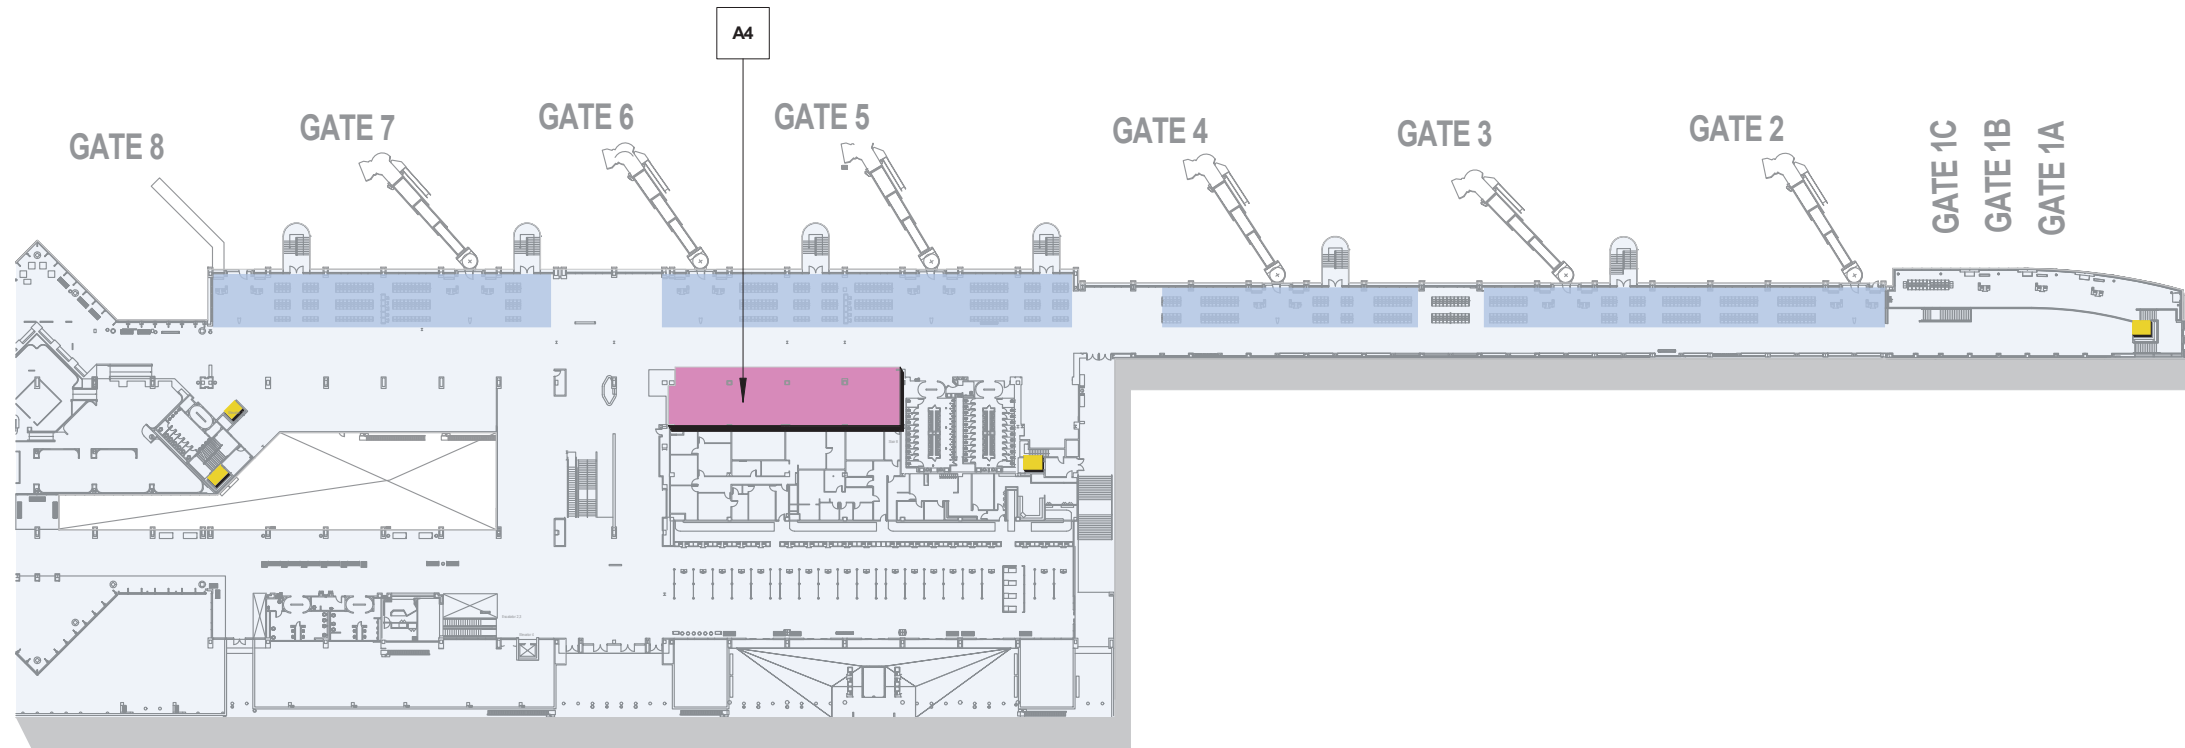 A4
GATE 8
GATE 7
GATE 6
GATE 5
GATE 4
GATE 3
GATE 2
GATE 1C
GATE 1B
GATE 1A